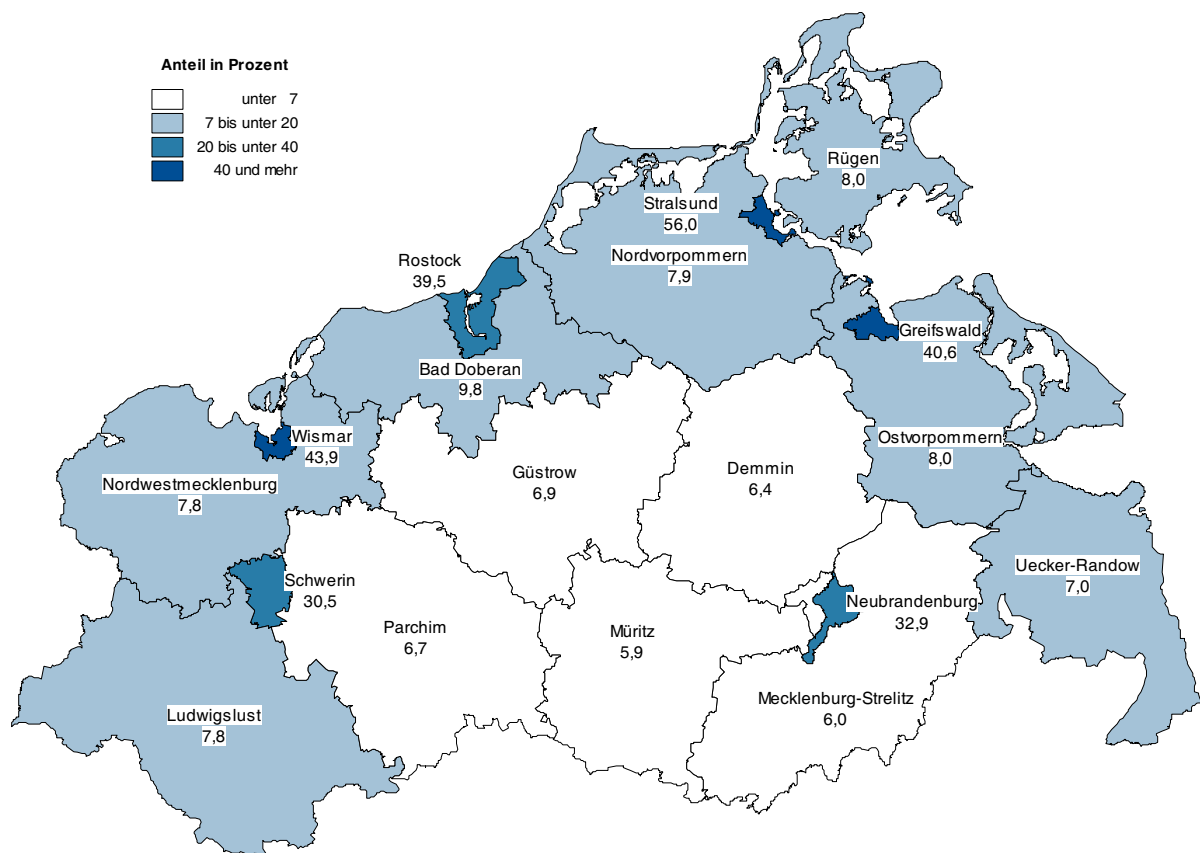 Anteil in Prozent
unter 7
7 bis unter 20
20 bis unter 40
40 und mehr
Rügen
8,0
Stralsund
56,0
Nordvorpommern
7,9
Rostock
39,5
Greifswald
40,6
Bad Doberan
9,8
Wismar
43,9
Ostvorpommern
8,0
Nordwestmecklenburg
7,8
Güstrow
6,9
Demmin
6,4
Uecker-Randow
7,0
Schwerin
30,5
Neubrandenburg
32,9
Parchim
6,7
Müritz
5,9
Mecklenburg-Strelitz
6,0
Ludwigslust
7,8